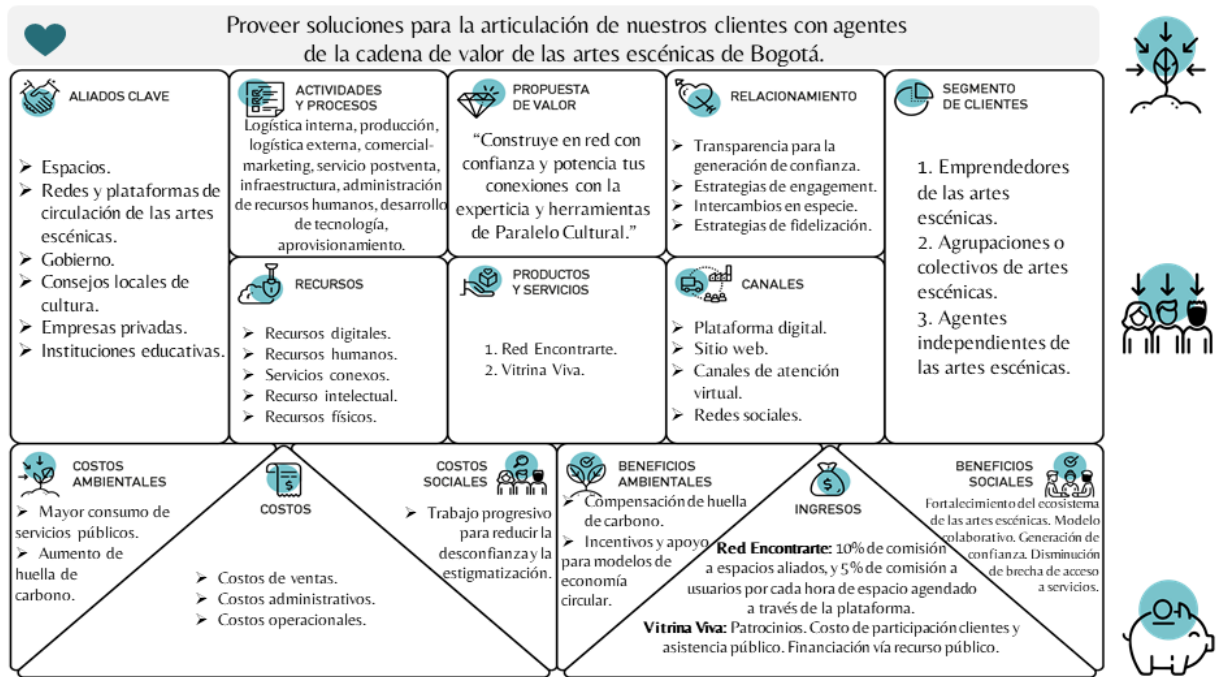 Proveer soluciones para la articulación de nuestros clientes con agentes
de la cadena de valor de las artes escénicas de Bogotá.
ALIADOS CLAVE
➢ Espacios.
➢ Redes y plataformas de
circulación de las artes
escénicas.
➢ Gobierno.
➢ Consejos locales de
cultura.
➢ Empresas privadas.
➢ Instituciones educativas.
ACTIVIDADES
Y PROCESOS
Logística interna, producción,
logística externa, comercial-
marketing, servicio postventa,
infraestructura, administración
de recursos humanos, desarrollo
de tecnología,
aprovisionamiento.
RECURSOS
➢ Recursos digitales.
➢ Recursos humanos.
➢ Servicios conexos.
➢ Recurso intelectual.
➢ Recursos físicos.
PROPUESTA
DE VALOR
“Construye en red con
confianza y potencia tus
conexiones con la
experticia y herramientas
de Paralelo Cultural.”
PRODUCTOS
Y SERVICIOS
1. Red Encontrarte.
2. Vitrina Viva.
RELACIONAMIENTO
➢ Transparencia para la
generación de confianza.
➢ Estrategias de engagement.
➢ Intercambios en especie.
➢ Estrategias de fidelización.
CANALES
➢ Plataforma digital.
➢ Sitio web.
➢ Canales de atención
virtual.
➢ Redes sociales.
SEGMENTO
DE CLIENTES
1. Emprendedores
de las artes
escénicas.
2. Agrupaciones o
colectivos de artes
escénicas.
3. Agentes
independientes de
las artes escénicas.
COSTOS
AMBIENTALES
➢ Mayor consumo de
servicios públicos.
➢ Aumento de
huella de
carbono.
COSTOS
➢ Costos de ventas.
➢ Costos administrativos.
➢ Costos operacionales.
COSTOS
SOCIALES
➢ Trabajo progresivo
para reducir la
desconfianza y la
estigmatización.
BENEFICIOS
AMBIENTALES
➢ Compensación de huella
de carbono.
➢ Incentivos y apoyo
para modelos de
economía
circular.
INGRESOS
Red Encontrarte: 10% de comisión
a espacios aliados, y 5% de comisión a
usuarios por cada hora de espacio agendado
a través de la plataforma.
Vitrina Viva: Patrocinios. Costo de participación clientes y
asistencia público. Financiación vía recurso público.
BENEFICIOS
SOCIALES
Fortalecimiento del ecosistema
de las artes escénicas. Modelo
colaborativo. Generación de
confianza. Disminución
de brecha de acceso
a servicios.